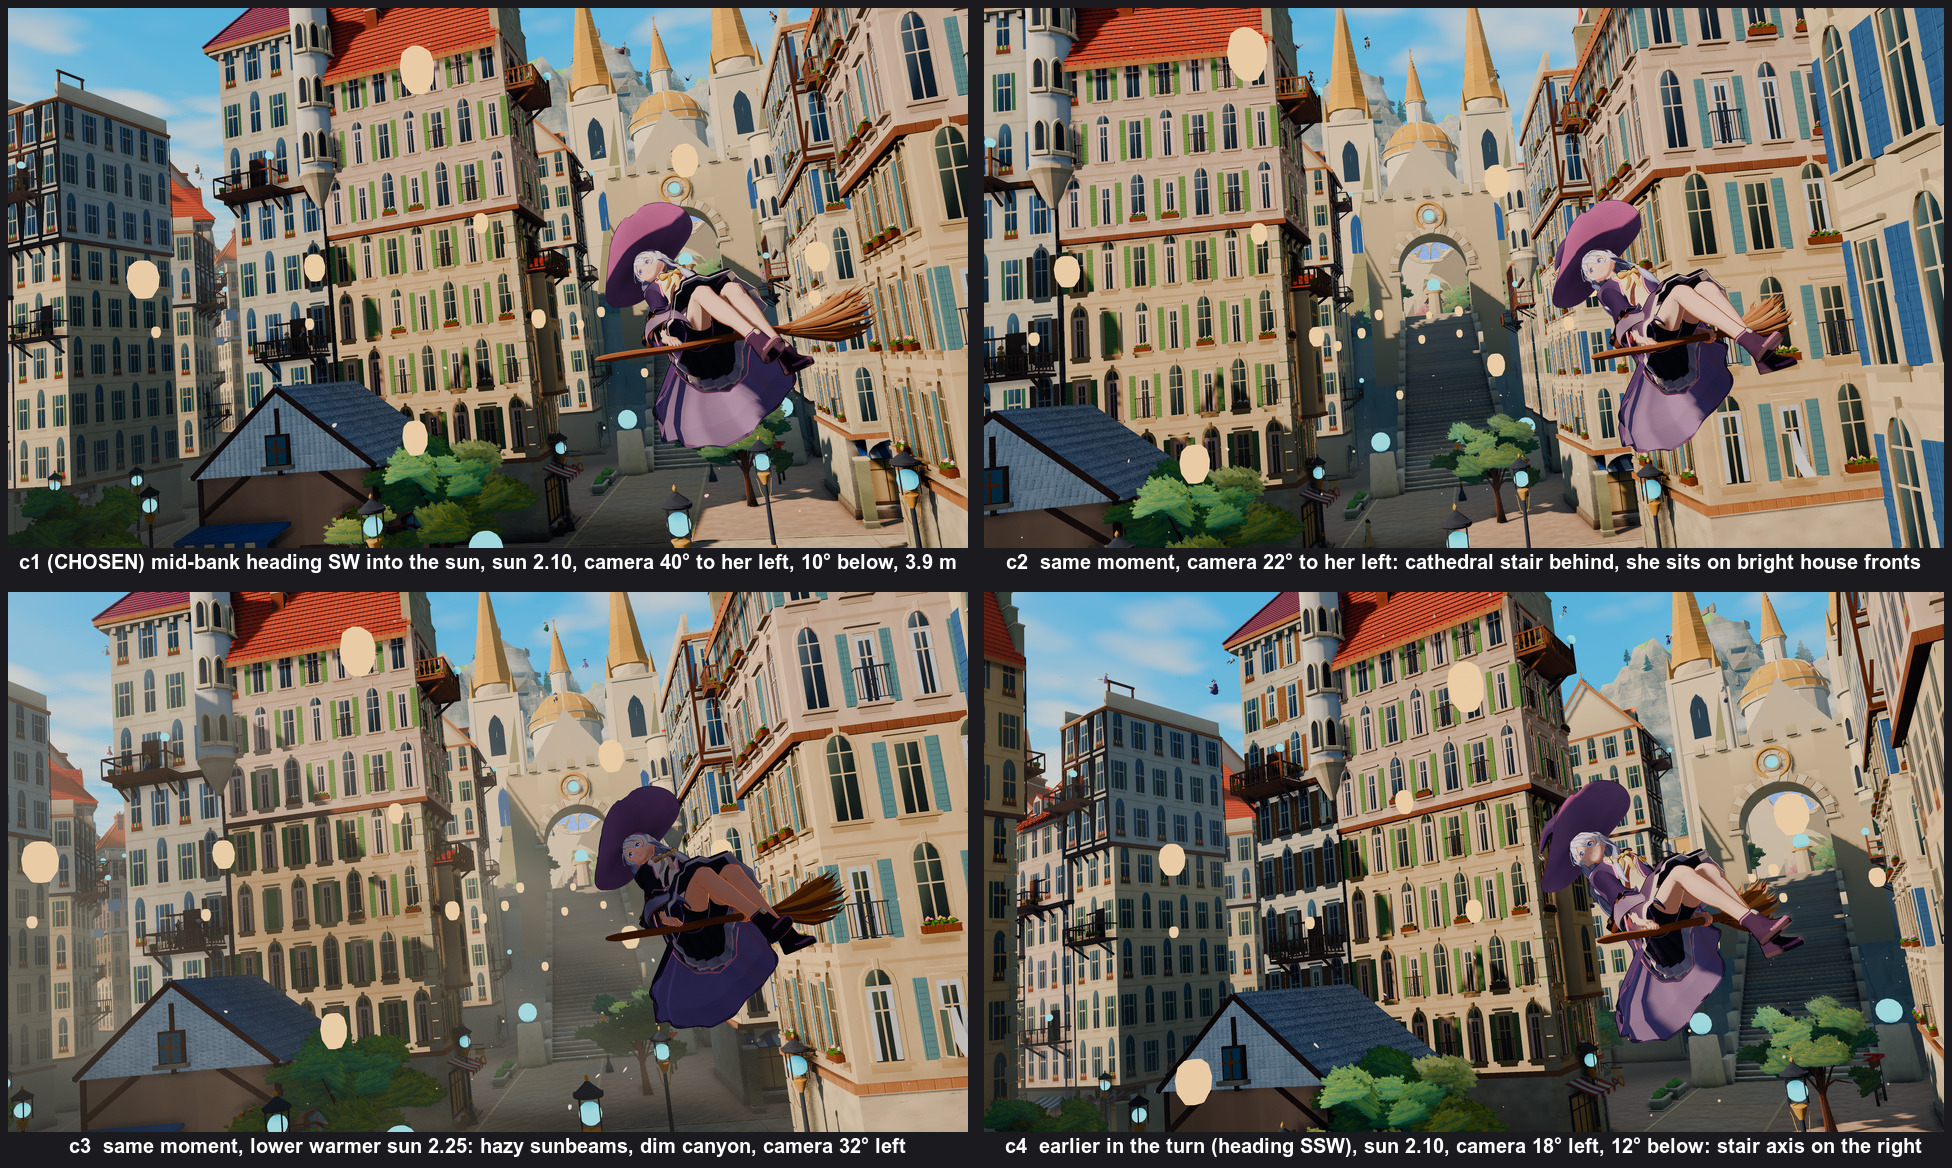 c1 (CHOSEN) mid-bank heading SW into the sun, sun 2.10, camera 40° to her left, 10° below, 3.9 m
c2  same moment, camera 22° to her left: cathedral stair behind, she sits on bright house fronts
c3  same moment, lower warmer sun 2.25: hazy sunbeams, dim canyon, camera 32° left
c4  earlier in the turn (heading SSW), sun 2.10, camera 18° left, 12° below: stair axis on the right